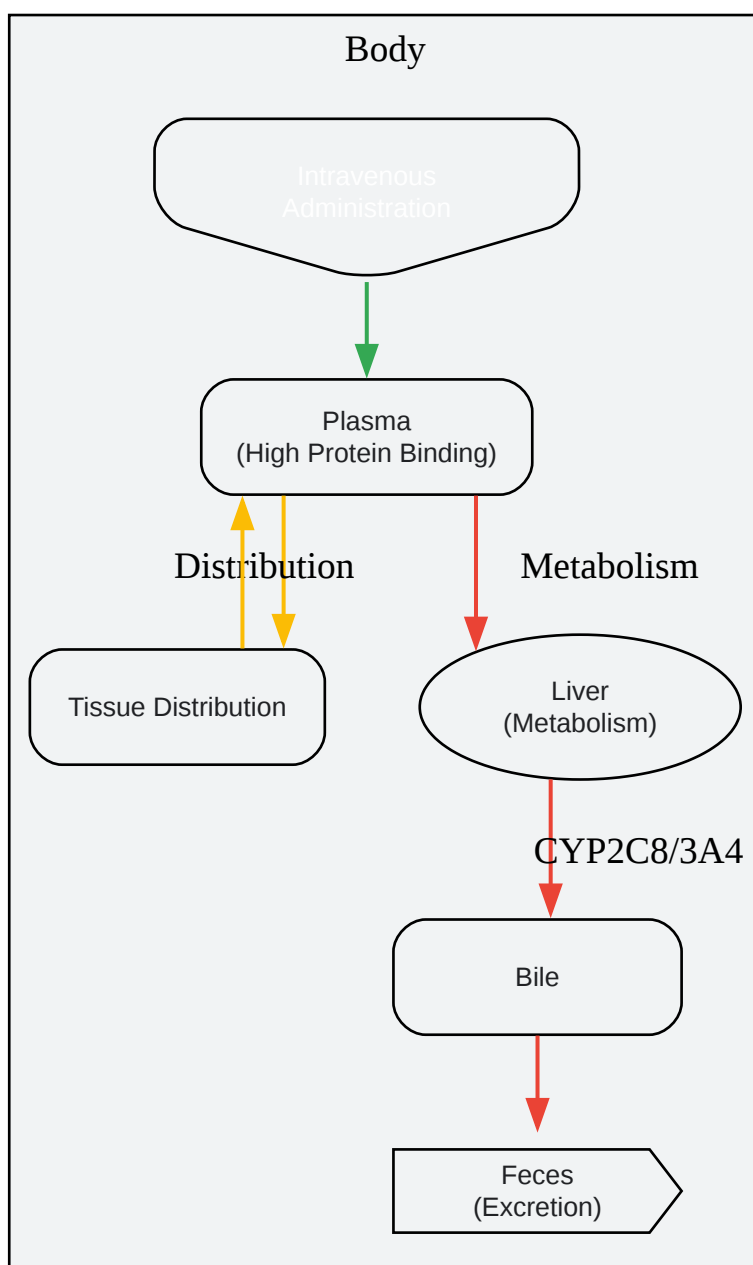 Body
Intravenous
Administration
Plasma
(High Protein Binding)
Distribution
Metabolism
Tissue Distribution
Liver
(Metabolism)
CYP2C8/3A4
Bile
Feces
(Excretion)